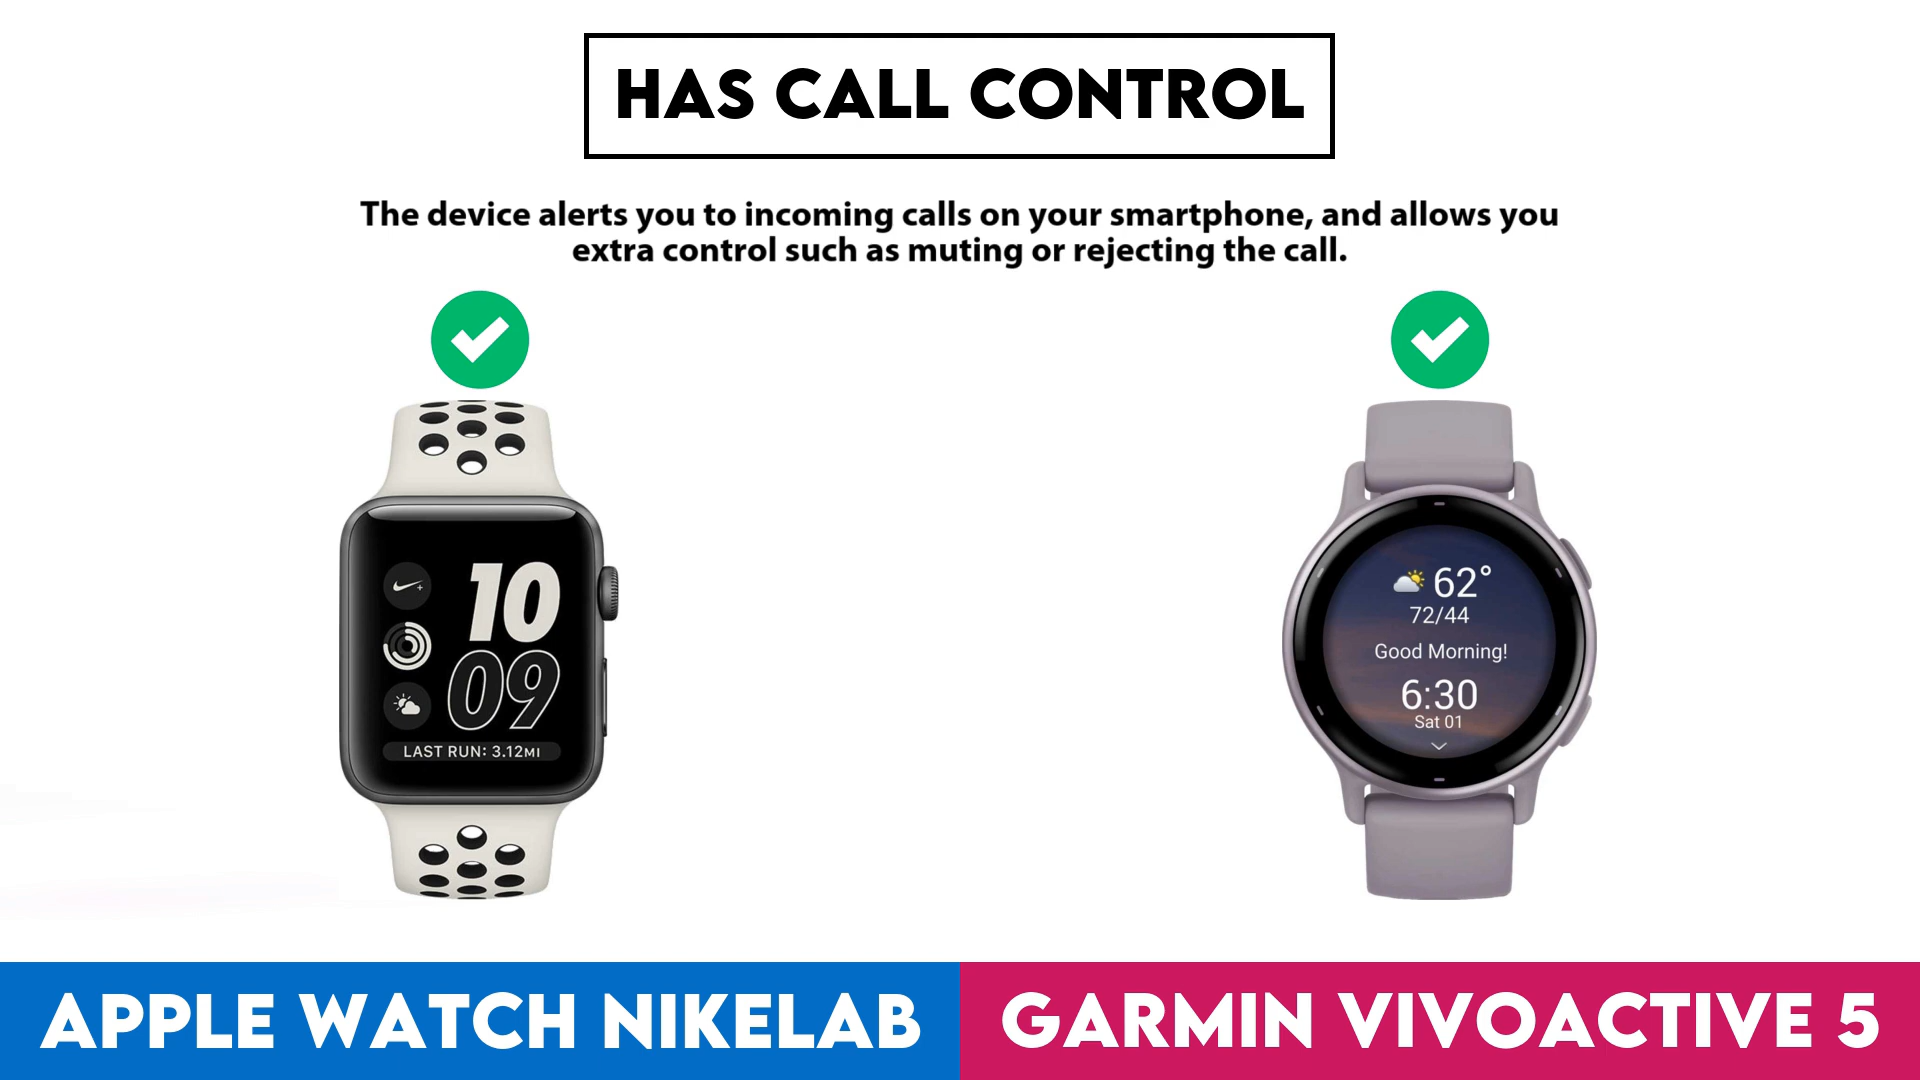 HAS CALL CONTROL
The device alerts you to incoming calls on your smartphone, and allows you
extra control such as muting or rejecting the call.
10
09
LAST RUN: 3.12MI
62°
72/44
Good Morning!
6:30
Sat 01
APPLE WATCH NIKELAB
GARMIN VIVOACTIVE 5